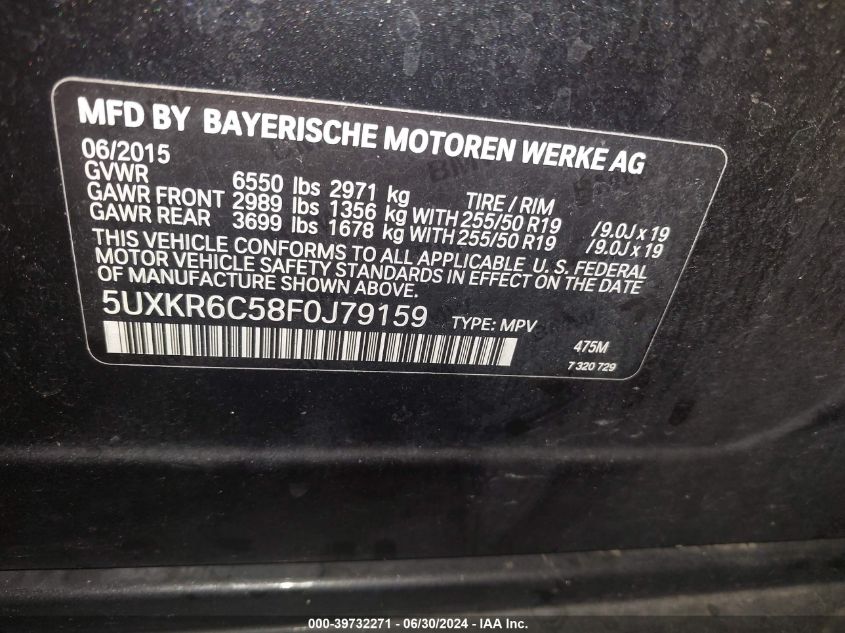 MFD BY BAYERISCHE MOTOREN WERKE AG
06/2015
GVWR 6550 lbs 2971 kg TIRE / RIM
GAWR FRONT 2989 lbs 1356 kg WITH 255/50 R19 /9.0J x 19
GAWR REAR 3699 lbs 1678 kg WITH 255/50 R19 /9.0J x 19
THIS VEHICLE CONFORMS TO ALL APPLICABLE U. S. FEDERAL
MOTOR VEHICLE SAFETY STANDARDS IN EFFECT ON THE DATE
OF MANUFACTURE SHOWN ABOVE.
5UXKR6C58F0J79159 TYPE: MPV
475M
7 320 729
000-39732271 - 06/30/2024 - IAA Inc.